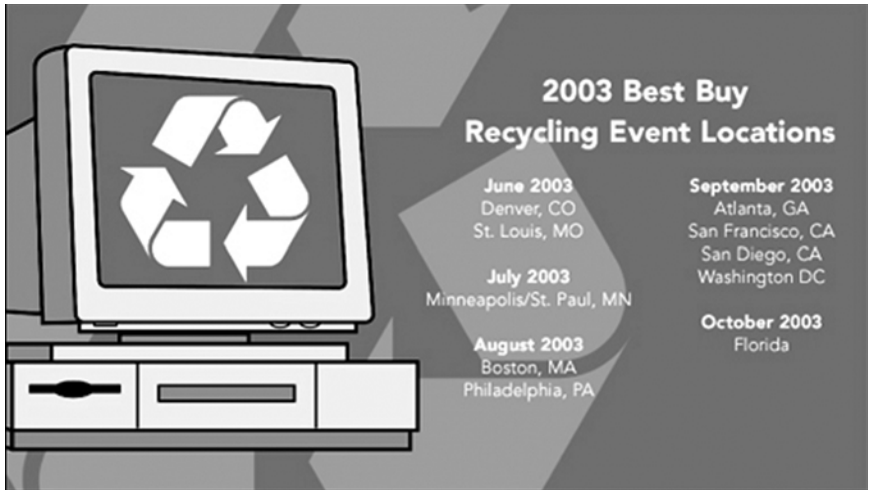 2003 Best Buy
Recycling Event Locations
June 2003
Denver, CO
St. Louis, MO
July 2003
Minneapolis/St. Paul, MN
August 2003
Boston, MA
Philadelphia, PA
September 2003
Atlanta, GA
San Francisco, CA
San Diego, CA
Washington DC
October 2003
Florida